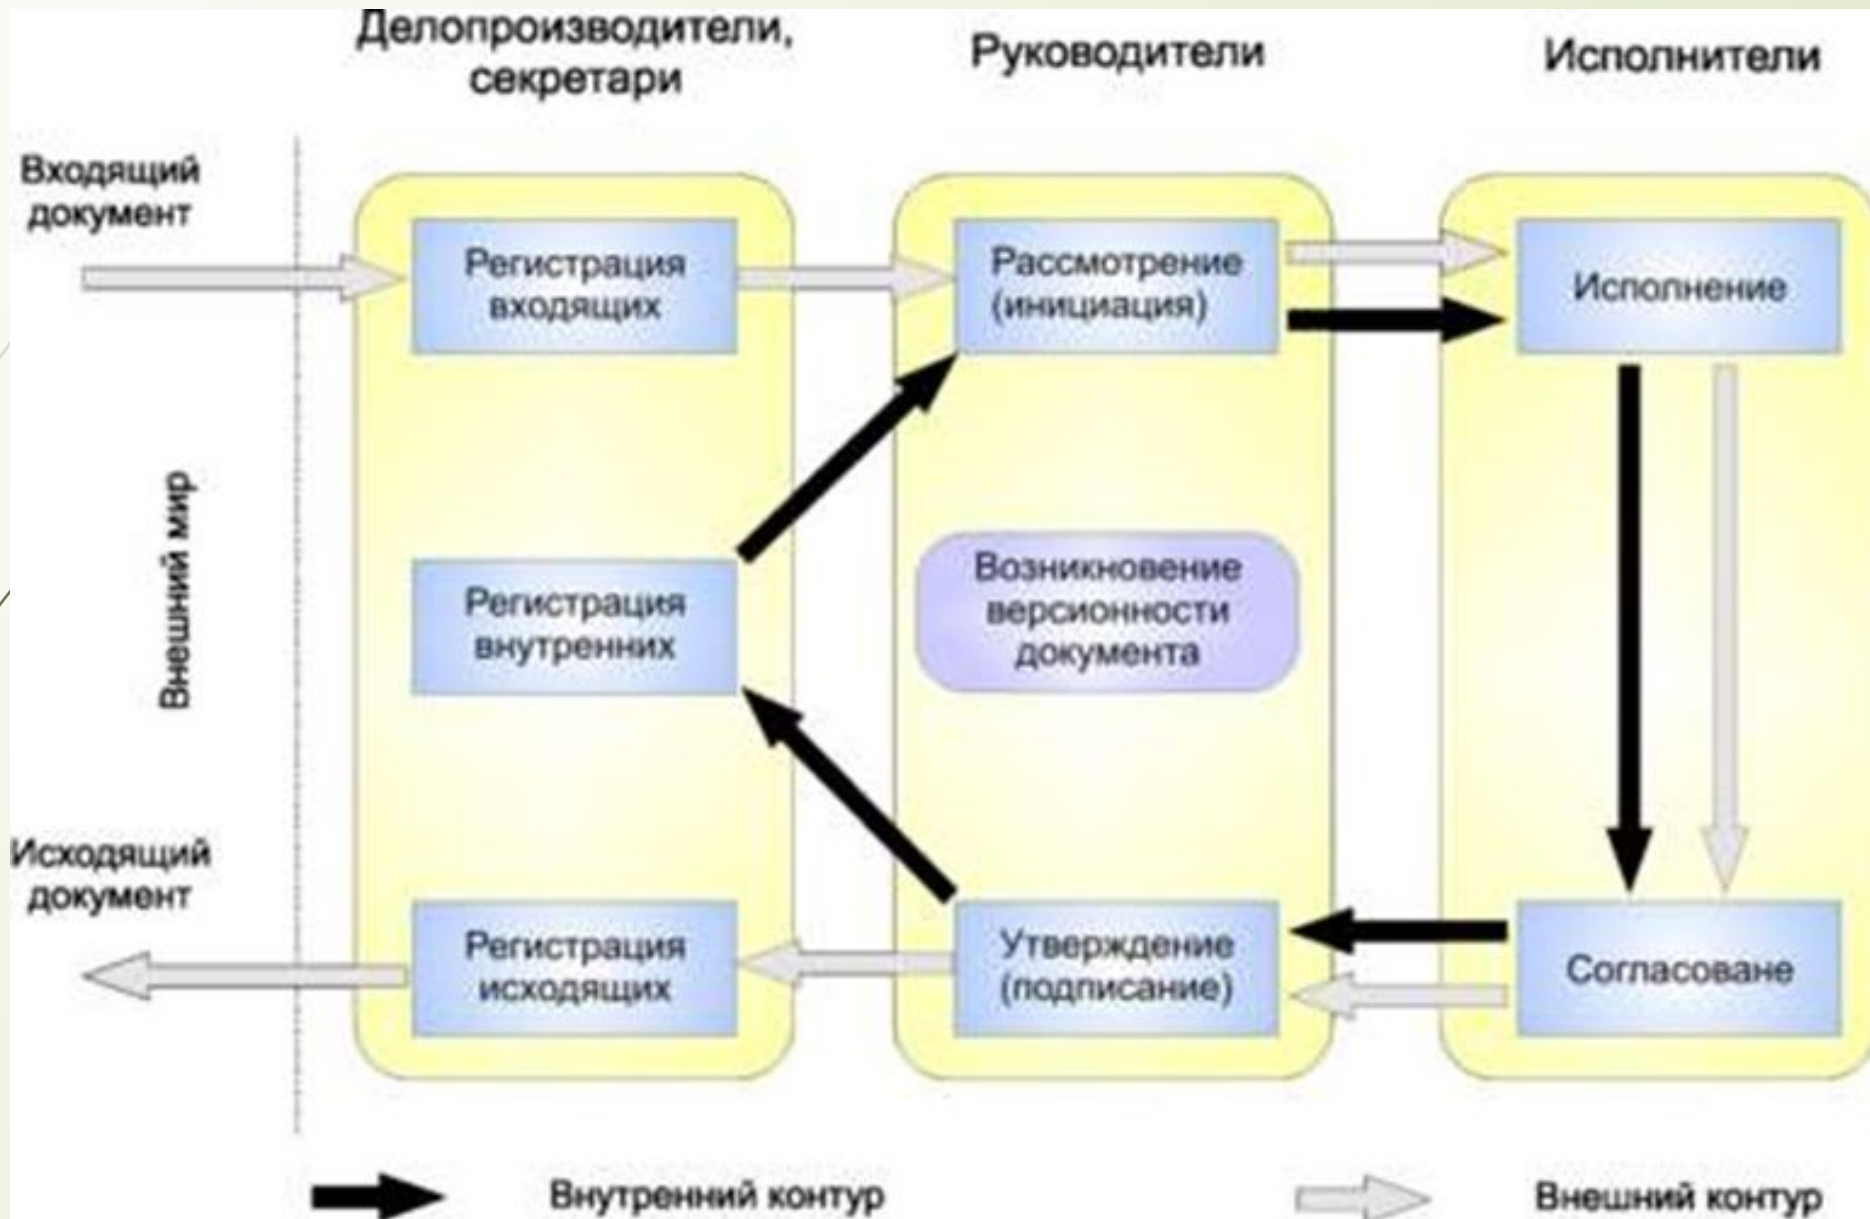 Делопроизводители,
секретари
Руководители
Исполнители
Входящий
документ
Регистрация
входящих
Рассмотрение
(инициация)
Исполнение
Внешний мир
Регистрация
внутренних
Возникновение
версионности
документа
Исходящий
документ
Регистрация
исходящих
Утверждение
(подписание)
Согласоване
Внутренний контур
Внешний контур